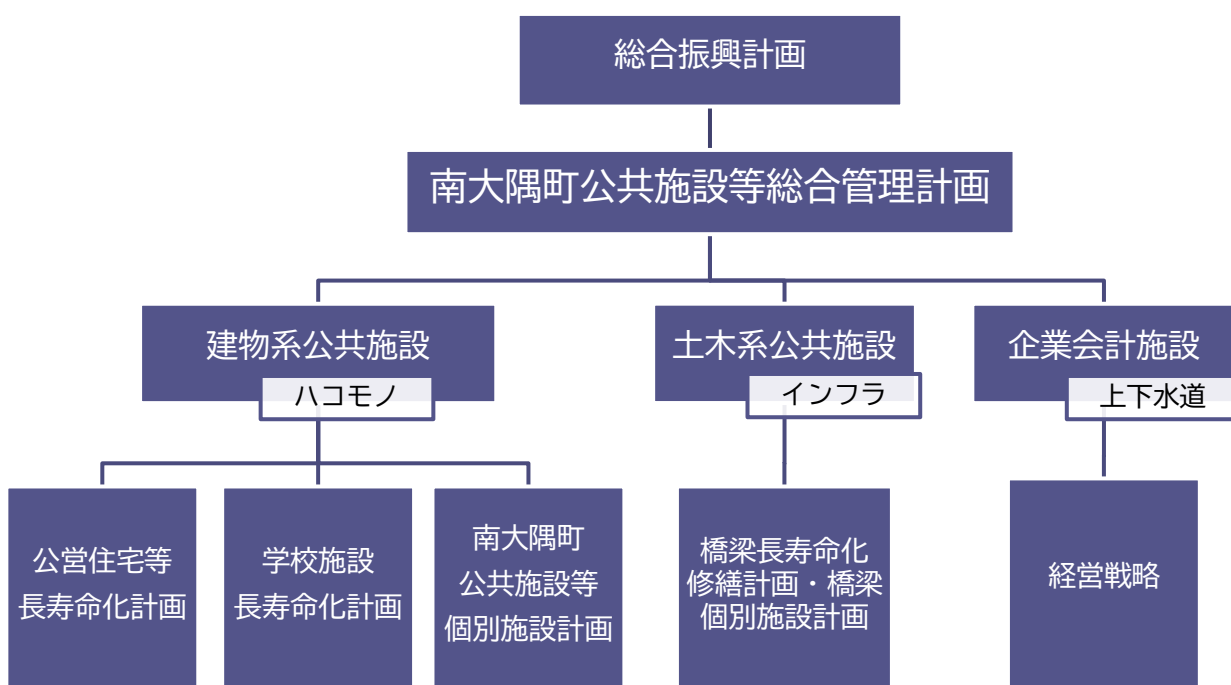 総合振興計画
南大隅町公共施設等総合管理計画
建物系公共施設
ハコモノ
土木系公共施設
インフラ
企業会計施設
上下水道
公営住宅等
長寿命化計画
学校施設
長寿命化計画
南大隅町
公共施設等
個別施設計画
橋梁長寿命化
修繕計画・橋梁
個別施設計画
経営戦略